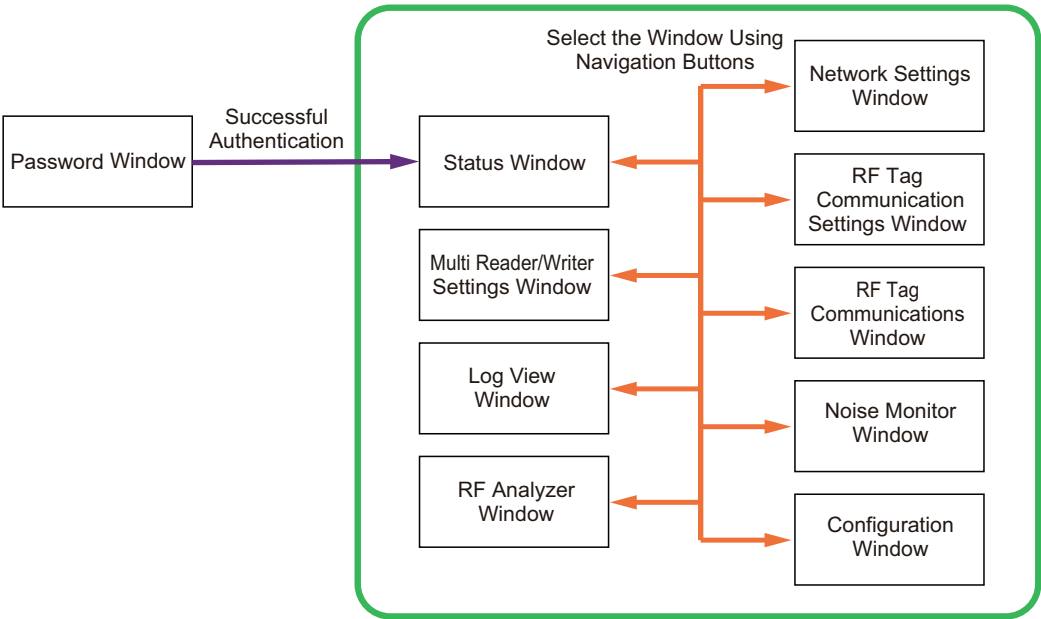 Select the Window Using
Navigation Buttons
Successful
Authentication
Password Window
Status Window
Multi Reader/Writer
Settings Window
Log View
Window
RF Analyzer
Window
Network Settings
Window
RF Tag
Communication
Settings Window
RF Tag
Communications
Window
Noise Monitor
Window
Configuration
Window